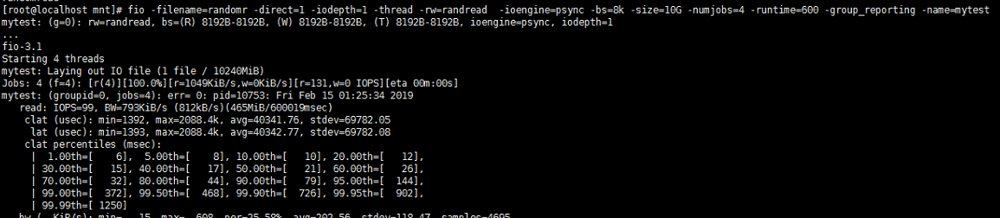 [root@localhost mnt]# fio -filename=randomr -direct=1 -iodepth=1 -thread -rw=randread  -ioengine=psync -bs=8k -size=10G -numjobs=4 -runtime=600 -group_reporting -name=mytest
mytest: (g=0): rw=randread, bs=(R) 8192B-8192B, (W) 8192B-8192B, (T) 8192B-8192B, ioengine=psync, iodepth=1
...
fio-3.1
Starting 4 threads
mytest: Laying out IO file (1 file / 10240MiB)
Jobs: 4 (f=4): [r(4)][100.0%][r=1049KiB/s,w=0KiB/s][r=131,w=0 IOPS][eta 00m:00s]
mytest: (groupid=0, jobs=4): err= 0: pid=10753: Fri Feb 15 01:25:34 2019
   read: IOPS=99, BW=793KiB/s (812kB/s)(465MiB/600019msec)
    clat (usec): min=1392, max=2088.4k, avg=40341.76, stdev=69782.05
     lat (usec): min=1393, max=2088.4k, avg=40342.77, stdev=69782.08
    clat percentiles (msec):
     |  1.00th=[    6],  5.00th=[    8], 10.00th=[   10], 20.00th=[   12],
     | 30.00th=[   15], 40.00th=[   17], 50.00th=[   21], 60.00th=[   26],
     | 70.00th=[   32], 80.00th=[   44], 90.00th=[   79], 95.00th=[  144],
     | 99.00th=[  372], 99.50th=[  468], 99.90th=[  726], 99.95th=[  902],
     | 99.99th=[ 1250]
   bw (  KiB/s): min=   15, max=  608, per=25.58%, avg=202.56, stdev=118.47, samples=4695